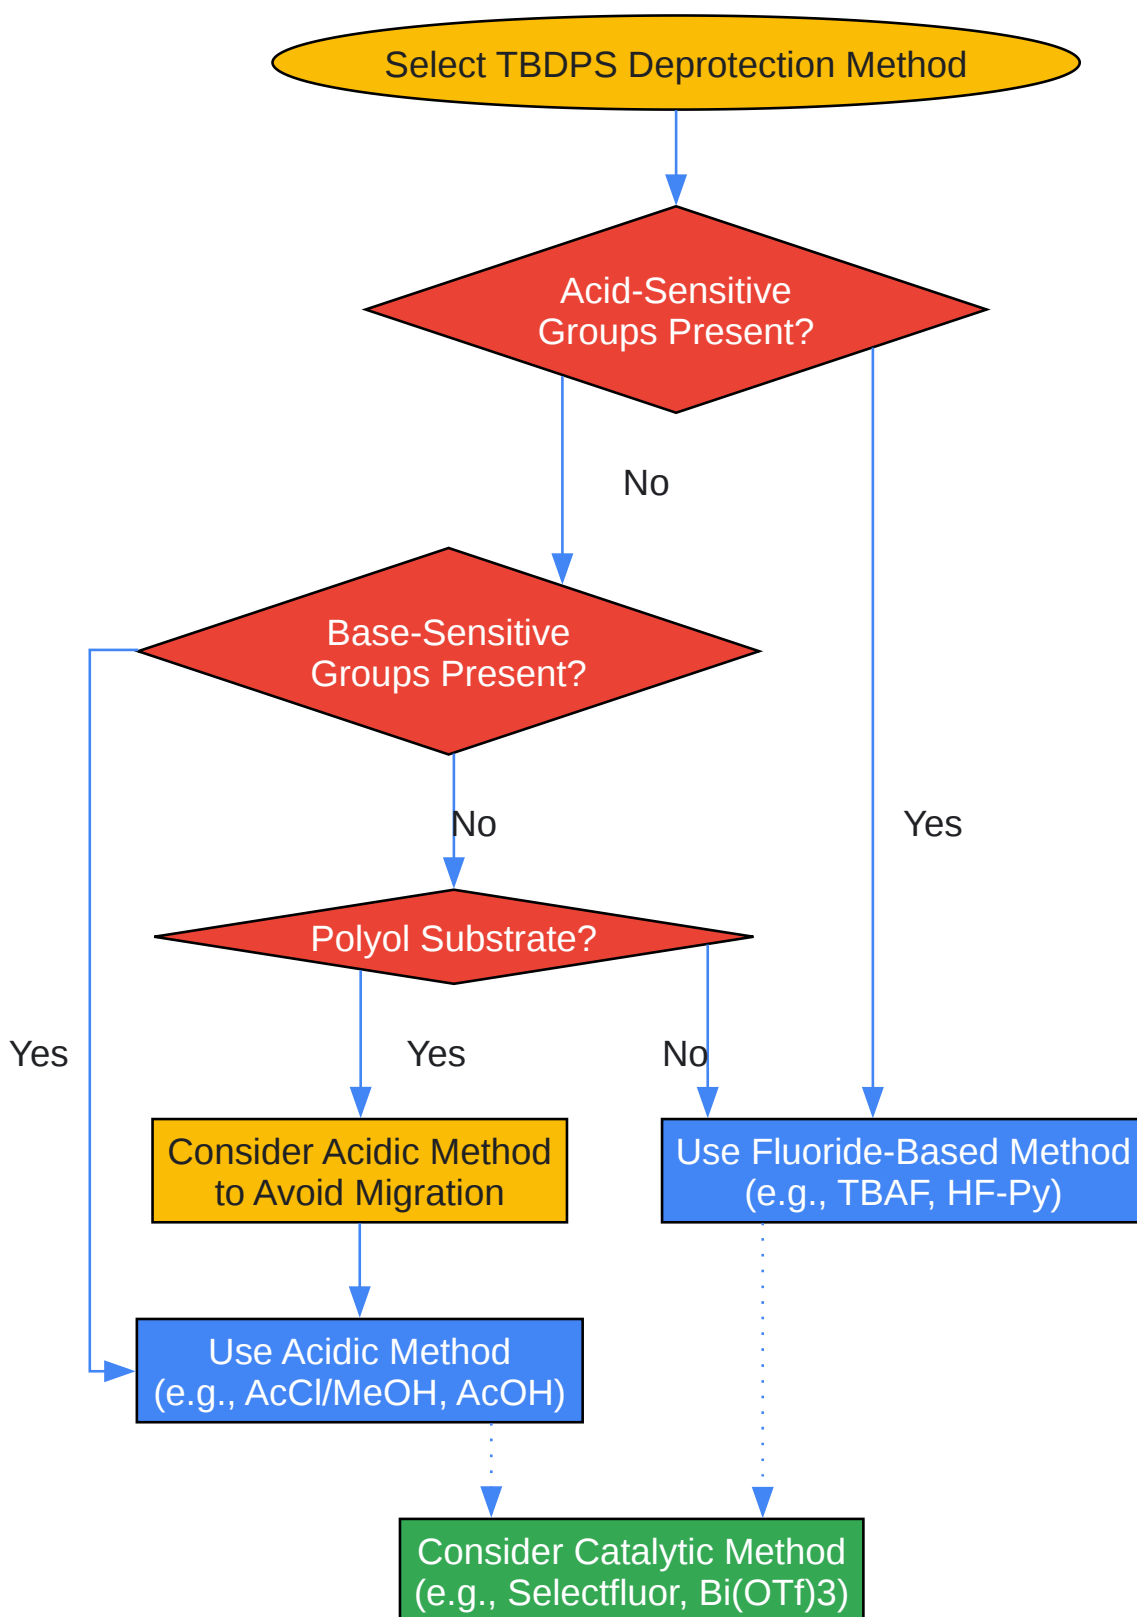 Select TBDPS Deprotection Method
Acid-Sensitive
Groups Present?
No
Base-Sensitive
Groups Present?
No
Yes
Polyol Substrate?
Yes
Yes
No
Consider Acidic Method
to Avoid Migration
Use Fluoride-Based Method
(e.g., TBAF, HF-Py)
Use Acidic Method
(e.g., AcCl/MeOH, AcOH)
Consider Catalytic Method
(e.g., Selectfluor, Bi(OTf)3)